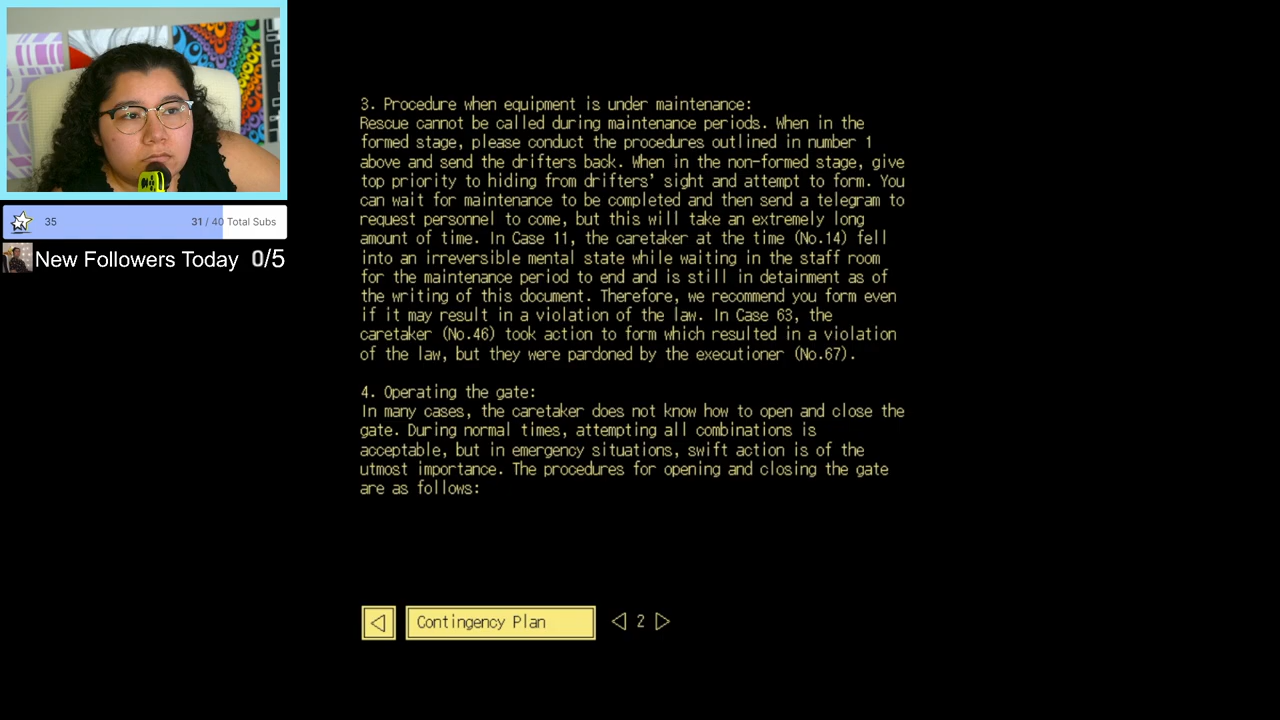 35
31 / 40 Total Subs
New Followers Today 0/5
3. Procedure when equipment is under maintenance:
Rescue cannot be called during maintenance periods. When in the
formed stage, please conduct the procedures outlined in number 1
above and send the drifters back. When in the non-formed stage, give
top priority to hiding from drifters' sight and attempt to form. You
can wait for maintenance to be completed and then send a telegram to
request personnel to come, but this will take an extremely long
amount of time. In Case 11, the caretaker at the time (No.14) fell
into an irreversible mental state while waiting in the staff room
for the maintenance period to end and is still in detainment as of
the writing of this document. Therefore, we recommend you form even
if it may result in a violation of the law. In Case 63, the
caretaker (No.46) took action to form which resulted in a violation
of the law, but they were pardoned by the executioner (No.67).
4. Operating the gate:
In many cases, the caretaker does not know how to open and close the
gate. During normal times, attempting all combinations is
acceptable, but in emergency situations, swift action is of the
utmost importance. The procedures for opening and closing the gate
are as follows:
Contingency Plan
2